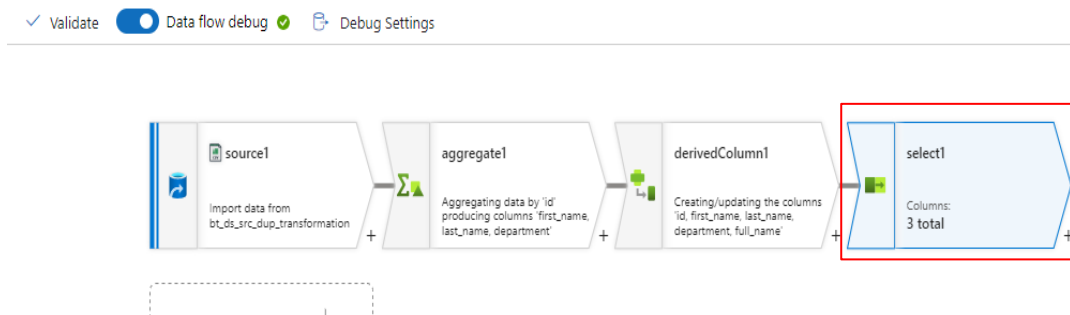 Validate Data flow debug Debug Settings
source1
Import data from
bt_ds_src_dup_transformation
+
aggregate1
Aggregating data by 'id'
producing columns 'first_name,
last_name, department'
+
derivedColumn1
Creating/updating the columns
'id, first_name, last_name,
department, full_name'
+
select1
Columns:
3 total
+